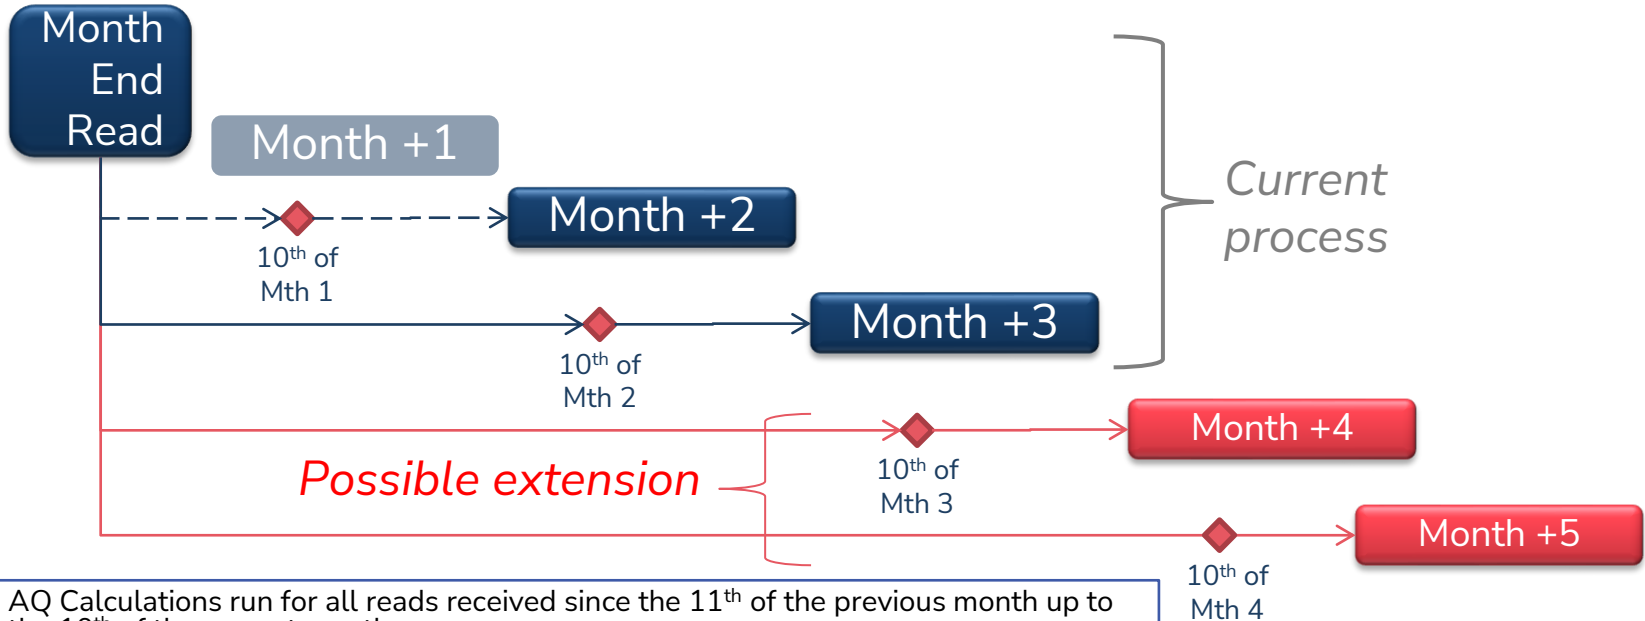 Month
End
Read
Month +1
Month +2
10th of
Mth 1
Current
process
Month +3
10th of
Mth 2
Month +4
Possible extension
10th of
Mth 3
Month +5
10th of
Mth 4
AQ Calculations run for all reads received since the 11th of the previous month up to